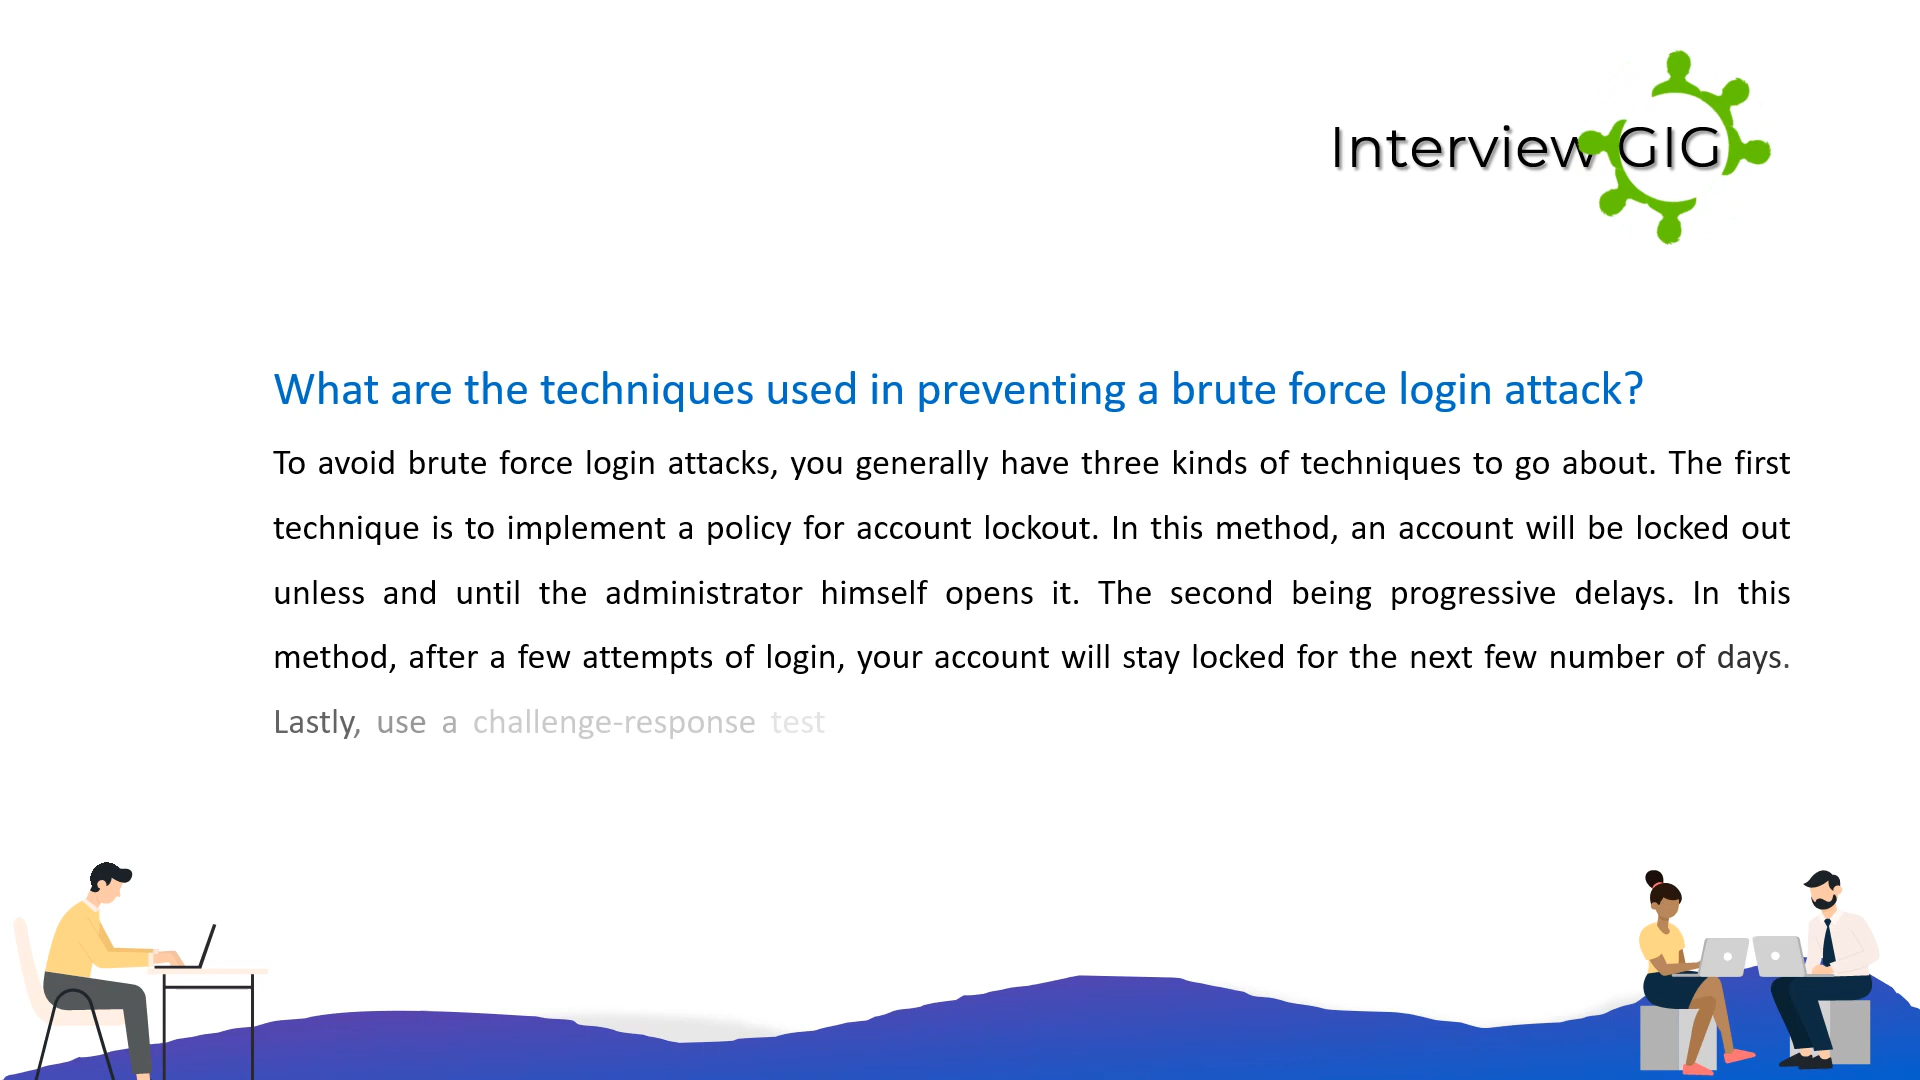 Interview GIG
What are the techniques used in preventing a brute force login attack?
To avoid brute force login attacks, you generally have three kinds of techniques to go about. The first
technique is to implement a policy for account lockout. In this method, an account will be locked out
unless and until the administrator himself opens it. The second being progressive delays. In this
method, after a few attempts of login, your account will stay locked for the next few number of days.
Lastly, use a challenge-response test